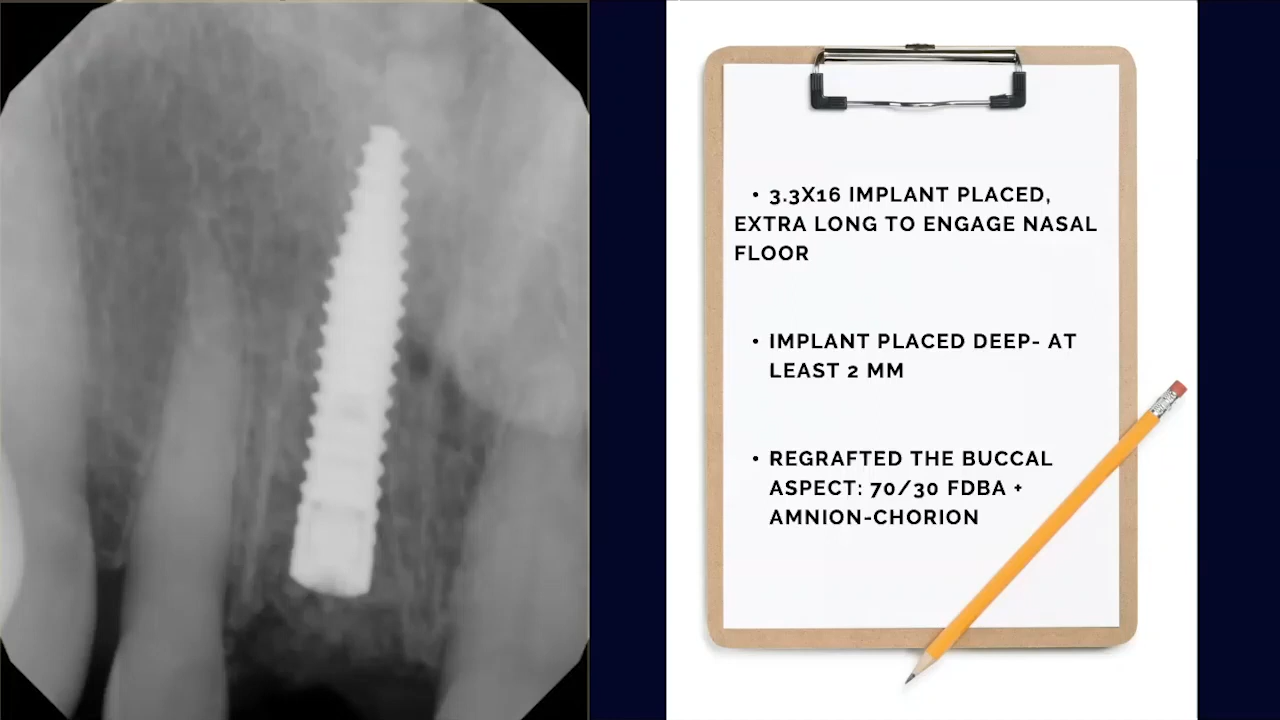 • 3.3X16 IMPLANT PLACED,
EXTRA LONG TO ENGAGE NASAL
FLOOR
• IMPLANT PLACED DEEP- AT
LEAST 2 MM
• REGRAFTED THE BUCCAL
ASPECT: 70/30 FDBA +
AMNION-CHORION